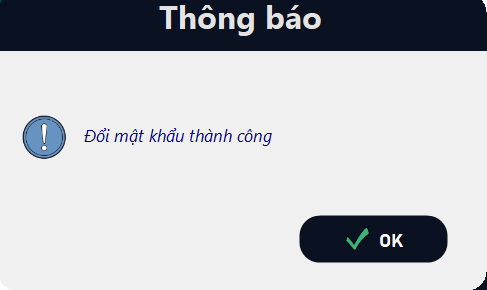 Thông báo
Đổi mật khẩu thành công
OK